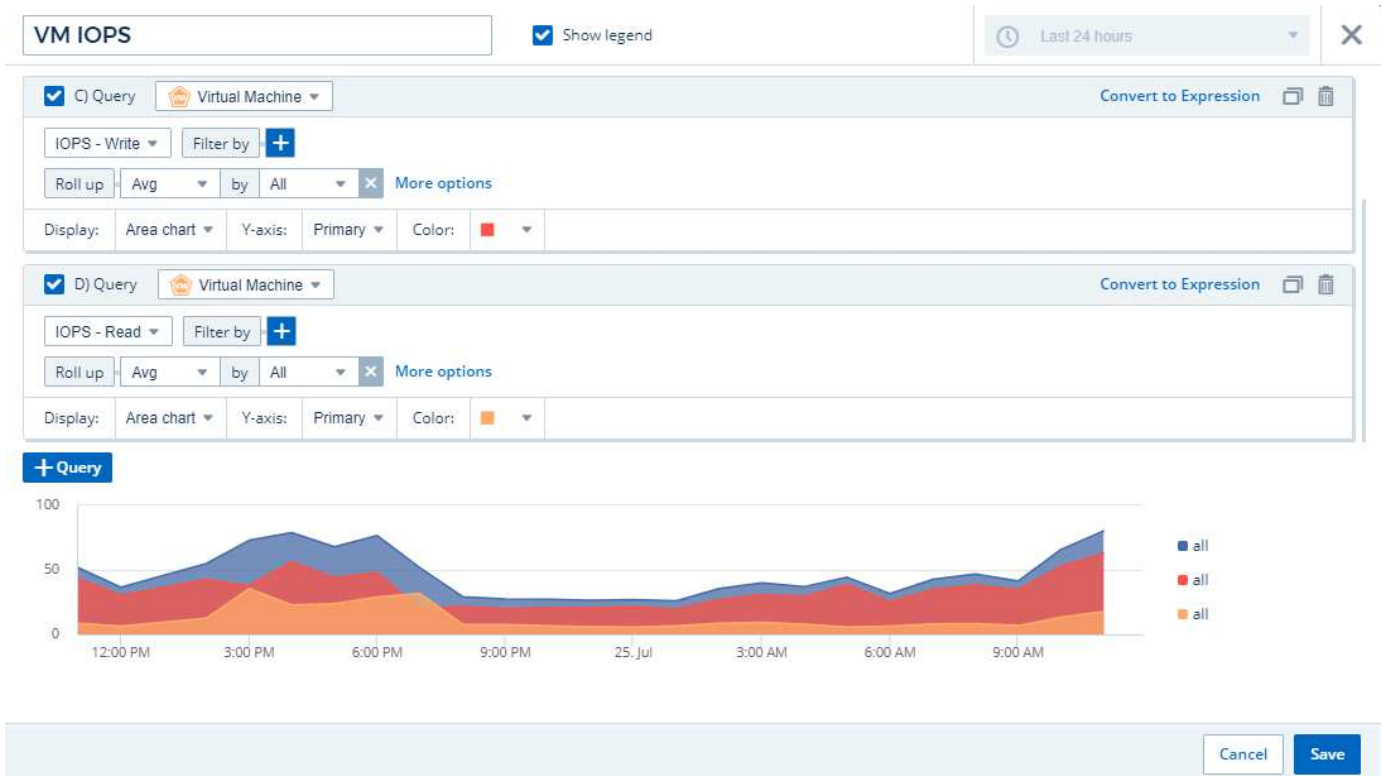 VM IOPS Show legend Last 24 hours
C) Query Virtual Machine Convert to Expression
IOPS - Write Filter by
Roll up Avg by All More options
Display: Area chart Y-axis: Primary Color:
D) Query Virtual Machine Convert to Expression
IOPS - Read Filter by
Roll up Avg by All More options
Display: Area chart Y-axis: Primary Color:
+ Query
100
50
0
12:00 PM 3:00 PM 6:00 PM 9:00 PM 25. Jul 3:00 AM 6:00 AM 9:00 AM
all
all
all
Cancel Save